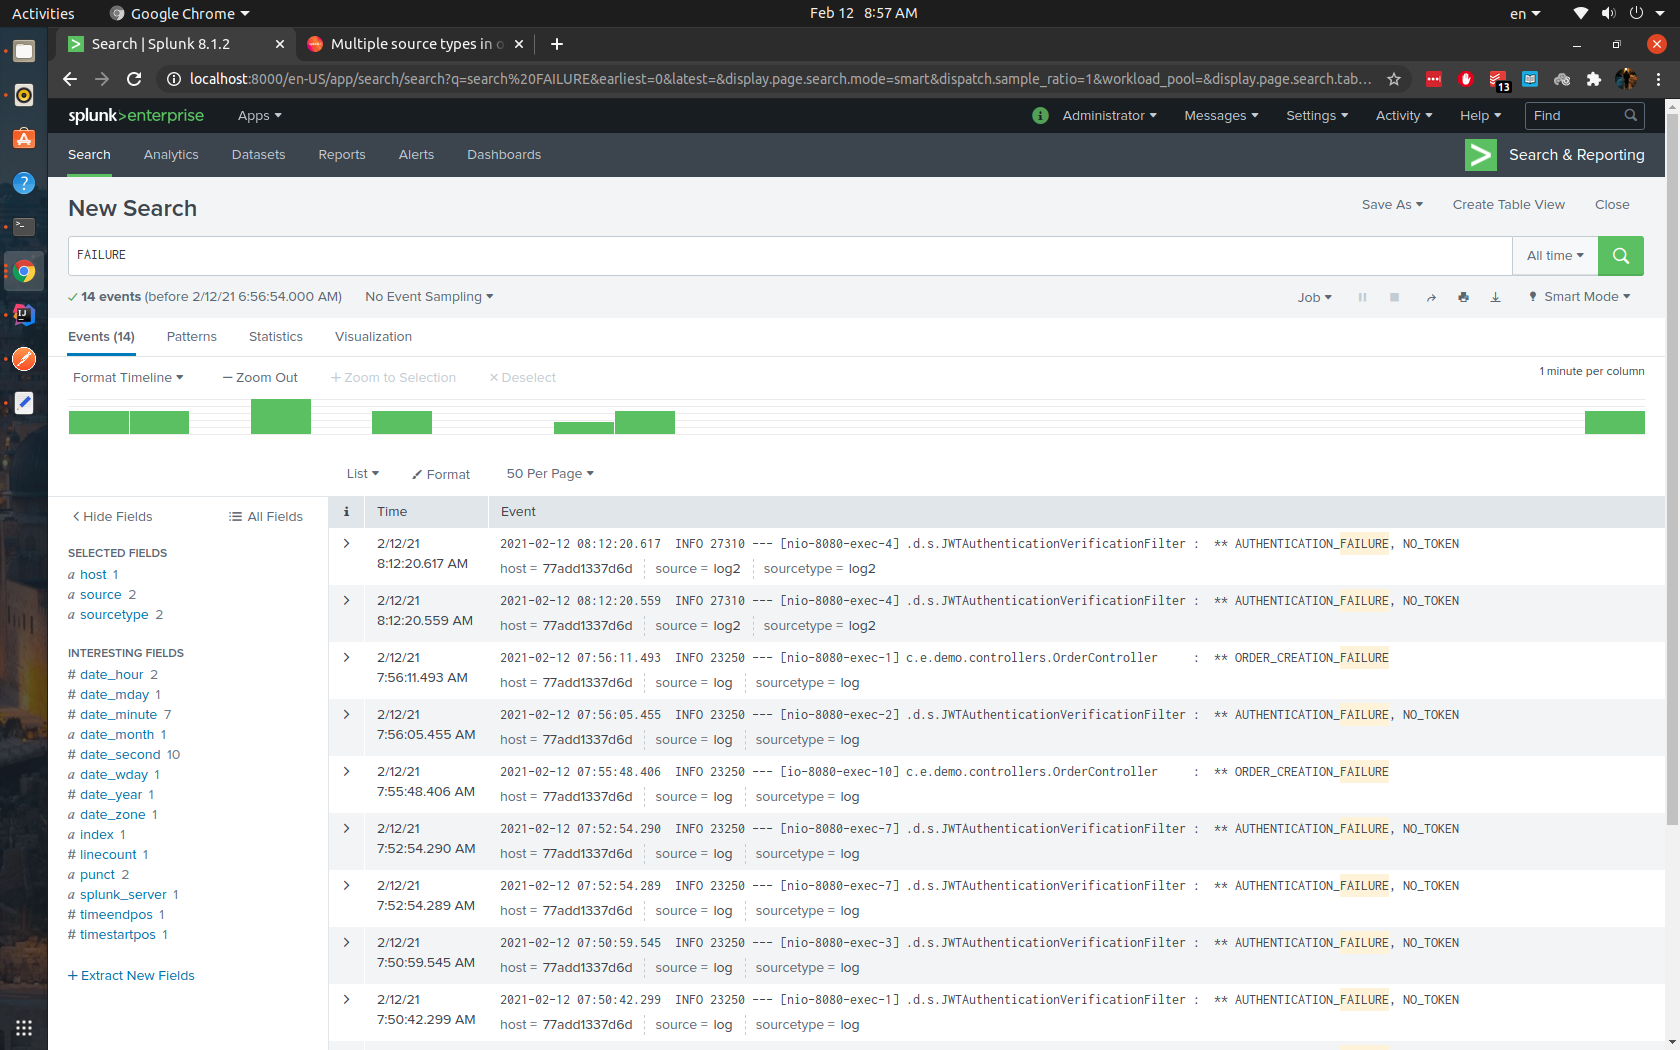 Activities Google Chrome Feb 12 8:57 AM en
Search | Splunk 8.1.2 Multiple source types in o
localhost:8000/en-US/app/search/search?q=search%20FAILURE&earliest=0&latest=&display.page.search.mode=smart&dispatch.sample_ratio=1&workload_pool=&display.page.search.tab... 13
splunk>enterprise Apps Administrator Messages Settings Activity Help Find
Search Analytics Datasets Reports Alerts Dashboards Search & Reporting
New Search Save As Create Table View Close
FAILURE All time
14 events (before 2/12/21 6:56:54.000 AM) No Event Sampling Job Smart Mode
Events (14) Patterns Statistics Visualization
Format Timeline — Zoom Out + Zoom to Selection × Deselect 1 minute per column
List Format 50 Per Page
Hide Fields All Fields
SELECTED FIELDS
a host 1
a source 2
a sourcetype 2
INTERESTING FIELDS
# date_hour 2
# date_mday 1
# date_minute 7
a date_month 1
# date_second 10
a date_wday 1
# date_year 1
a date_zone 1
a index 1
# linecount 1
a punct 2
a splunk_server 1
# timeendpos 1
# timestartpos 1
+ Extract New Fields
i Time Event
2/12/21
8:12:20.617 AM
2021-02-12 08:12:20.617 INFO 27310 --- [nio-8080-exec-4] .d.s.JWTAuthenticationVerificationFilter : ** AUTHENTICATION_FAILURE, NO_TOKEN
host = 77add1337d6d source = log2 sourcetype = log2
2/12/21
8:12:20.559 AM
2021-02-12 08:12:20.559 INFO 27310 --- [nio-8080-exec-4] .d.s.JWTAuthenticationVerificationFilter : ** AUTHENTICATION_FAILURE, NO_TOKEN
host = 77add1337d6d source = log2 sourcetype = log2
2/12/21
7:56:11.493 AM
2021-02-12 07:56:11.493 INFO 23250 --- [nio-8080-exec-1] c.e.demo.controllers.OrderController : ** ORDER_CREATION_FAILURE
host = 77add1337d6d source = log sourcetype = log
2/12/21
7:56:05.455 AM
2021-02-12 07:56:05.455 INFO 23250 --- [nio-8080-exec-2] .d.s.JWTAuthenticationVerificationFilter : ** AUTHENTICATION_FAILURE, NO_TOKEN
host = 77add1337d6d source = log sourcetype = log
2/12/21
7:55:48.406 AM
2021-02-12 07:55:48.406 INFO 23250 --- [io-8080-exec-10] c.e.demo.controllers.OrderController : ** ORDER_CREATION_FAILURE
host = 77add1337d6d source = log sourcetype = log
2/12/21
7:52:54.290 AM
2021-02-12 07:52:54.290 INFO 23250 --- [nio-8080-exec-7] .d.s.JWTAuthenticationVerificationFilter : ** AUTHENTICATION_FAILURE, NO_TOKEN
host = 77add1337d6d source = log sourcetype = log
2/12/21
7:52:54.289 AM
2021-02-12 07:52:54.289 INFO 23250 --- [nio-8080-exec-7] .d.s.JWTAuthenticationVerificationFilter : ** AUTHENTICATION_FAILURE, NO_TOKEN
host = 77add1337d6d source = log sourcetype = log
2/12/21
7:50:59.545 AM
2021-02-12 07:50:59.545 INFO 23250 --- [nio-8080-exec-3] .d.s.JWTAuthenticationVerificationFilter : ** AUTHENTICATION_FAILURE, NO_TOKEN
host = 77add1337d6d source = log sourcetype = log
2/12/21
7:50:42.299 AM
2021-02-12 07:50:42.299 INFO 23250 --- [nio-8080-exec-1] .d.s.JWTAuthenticationVerificationFilter : ** AUTHENTICATION_FAILURE, NO_TOKEN
host = 77add1337d6d source = log sourcetype = log